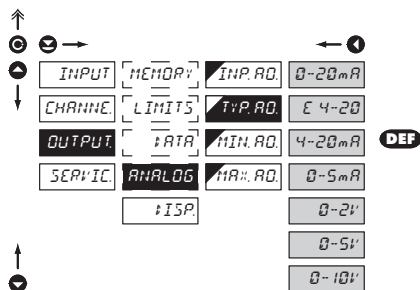 INPUT MEMORY INP. AO. 0-20mA
CHANNE. LIMITS TYP. AO. E 4-20
OUTPUT. DATA MIN. AO. 4-20mA DEF
SERVIC. ANALOG MAX. AO. 0-5mA
DISP. 0-2V
0-5V
0-10V